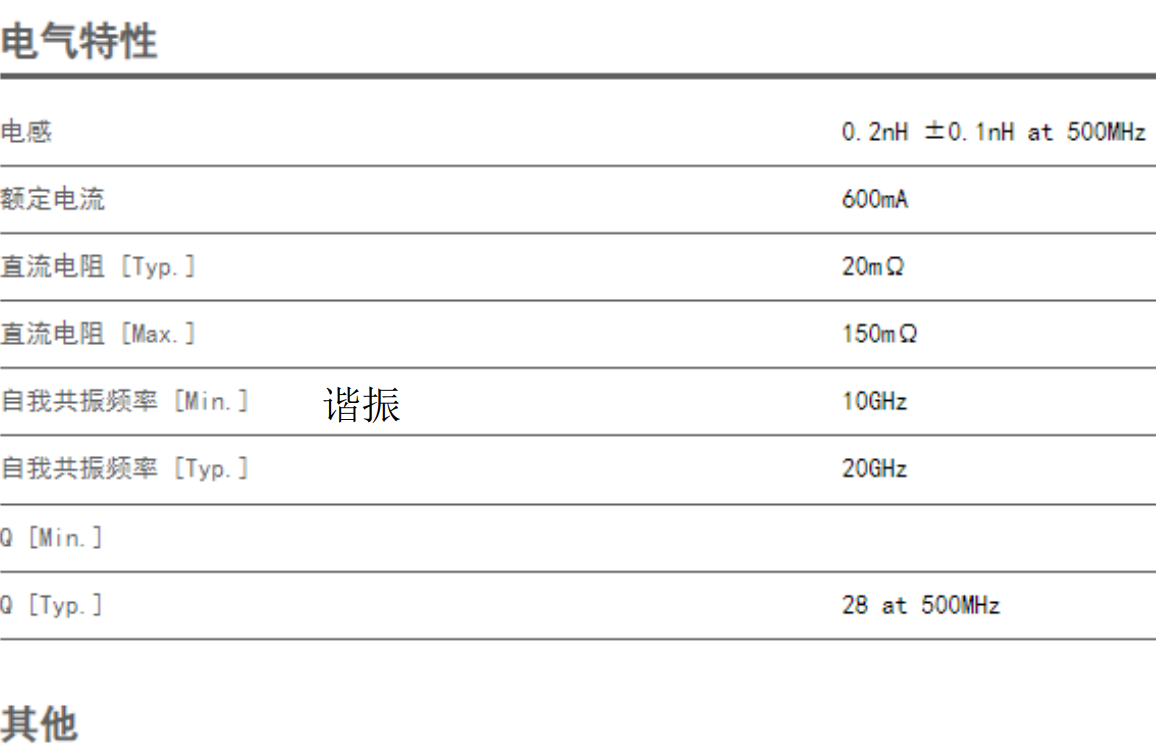 电气特性
电感 0.2nH ±0.1nH at 500MHz
额定电流 600mA
直流电阻 [Typ.] 20mΩ
直流电阻 [Max.] 150mΩ
自我共振频率 [Min.] 谐振 10GHz
自我共振频率 [Typ.] 20GHz
Q [Min.]
Q [Typ.] 28 at 500MHz
其他